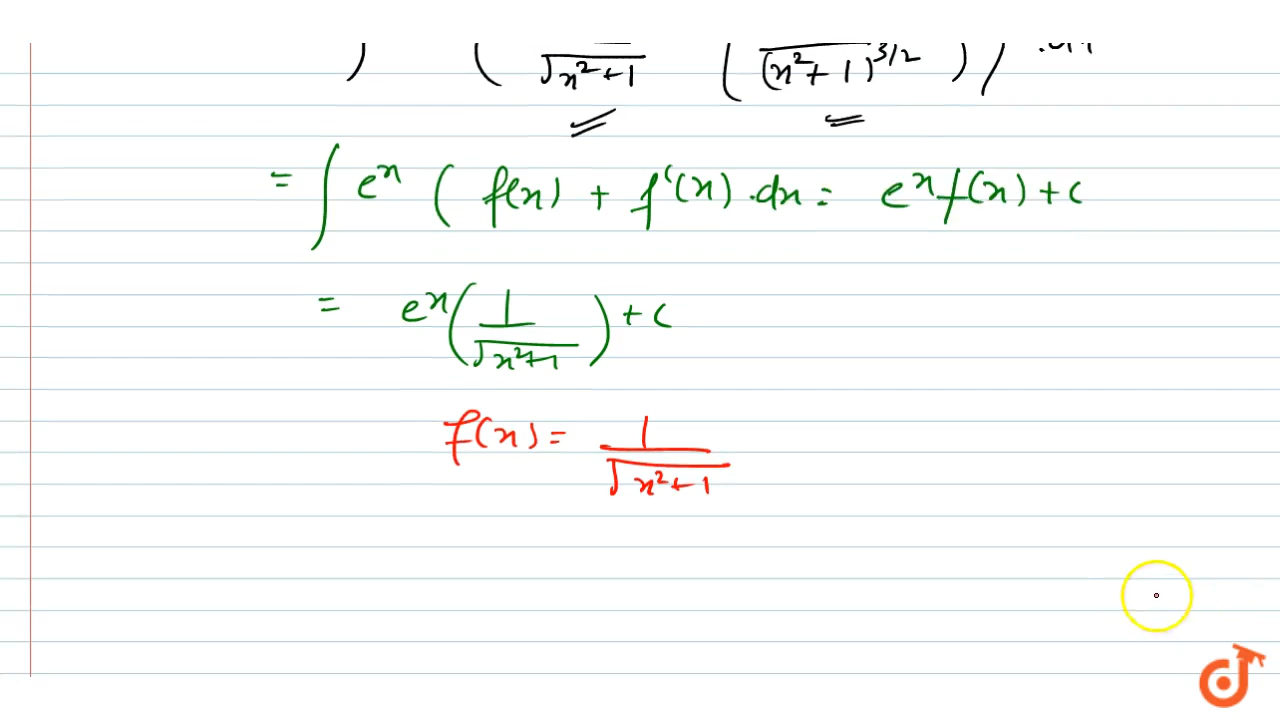 ) ( √x²+1 ( (x²+1)^3/2 ) )
= ∫ eˣ ( f(x) + f'(x) .dx = eˣ f(x) + c
= eˣ ( 1 / √x²+1 ) + c
f(x) = 1 / √x²+1